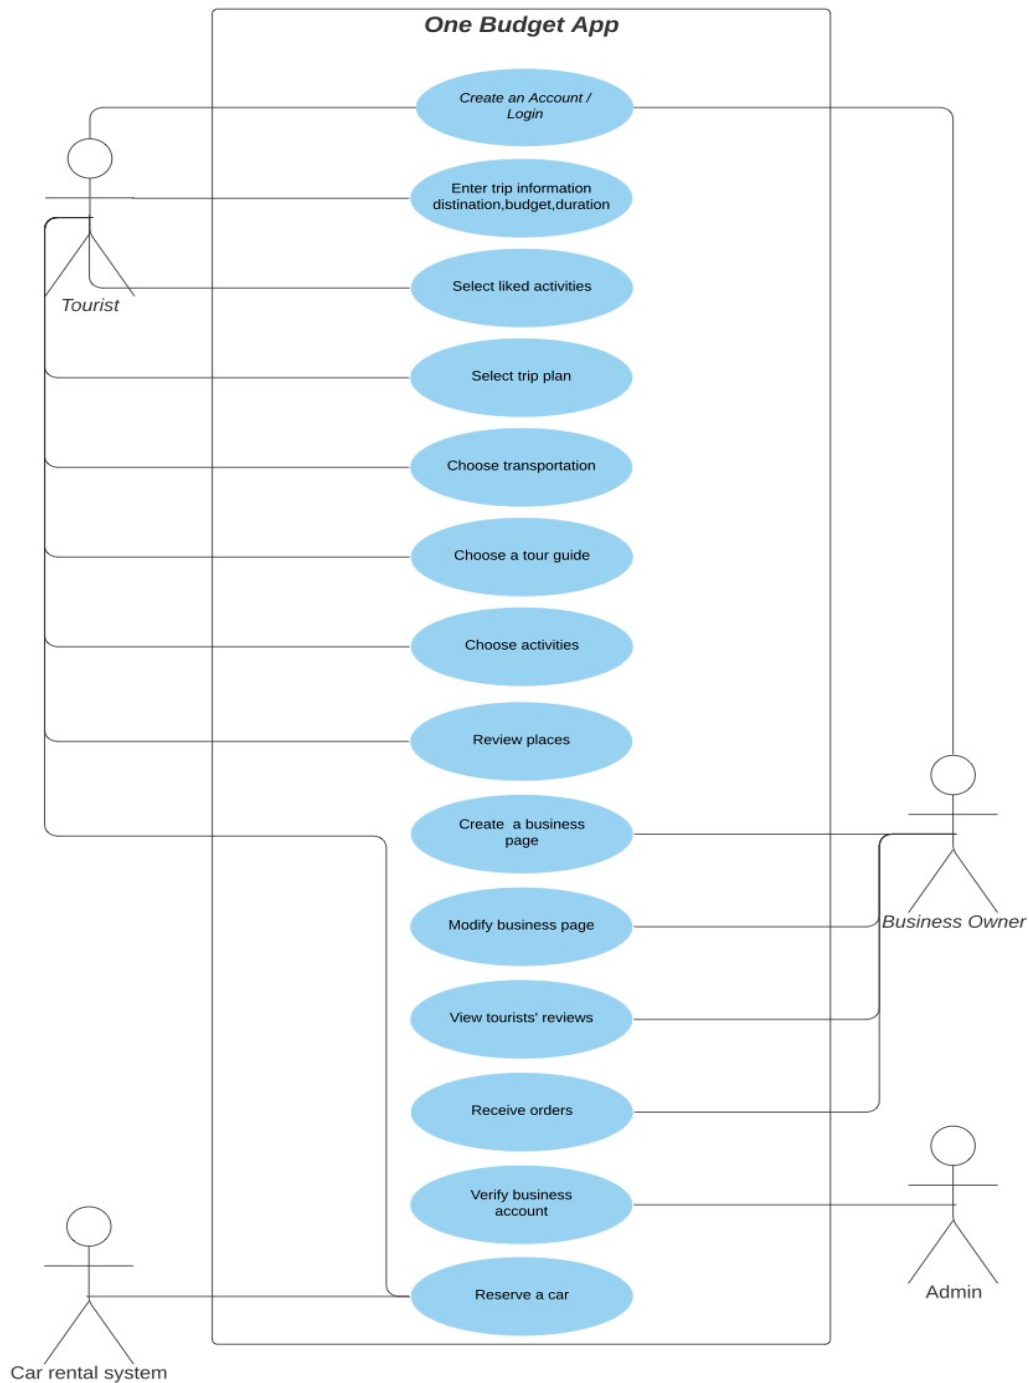 One Budget App
Create an Account /
Login
Enter trip information
distination,budget,duration
Select liked activities
Tourist
Select trip plan
Choose transportation
Choose a tour guide
Choose activities
Review places
Create  a business
page
Modify business page
Business Owner
View tourists' reviews
Receive orders
Verify business
account
Admin
Reserve a car
Car rental system